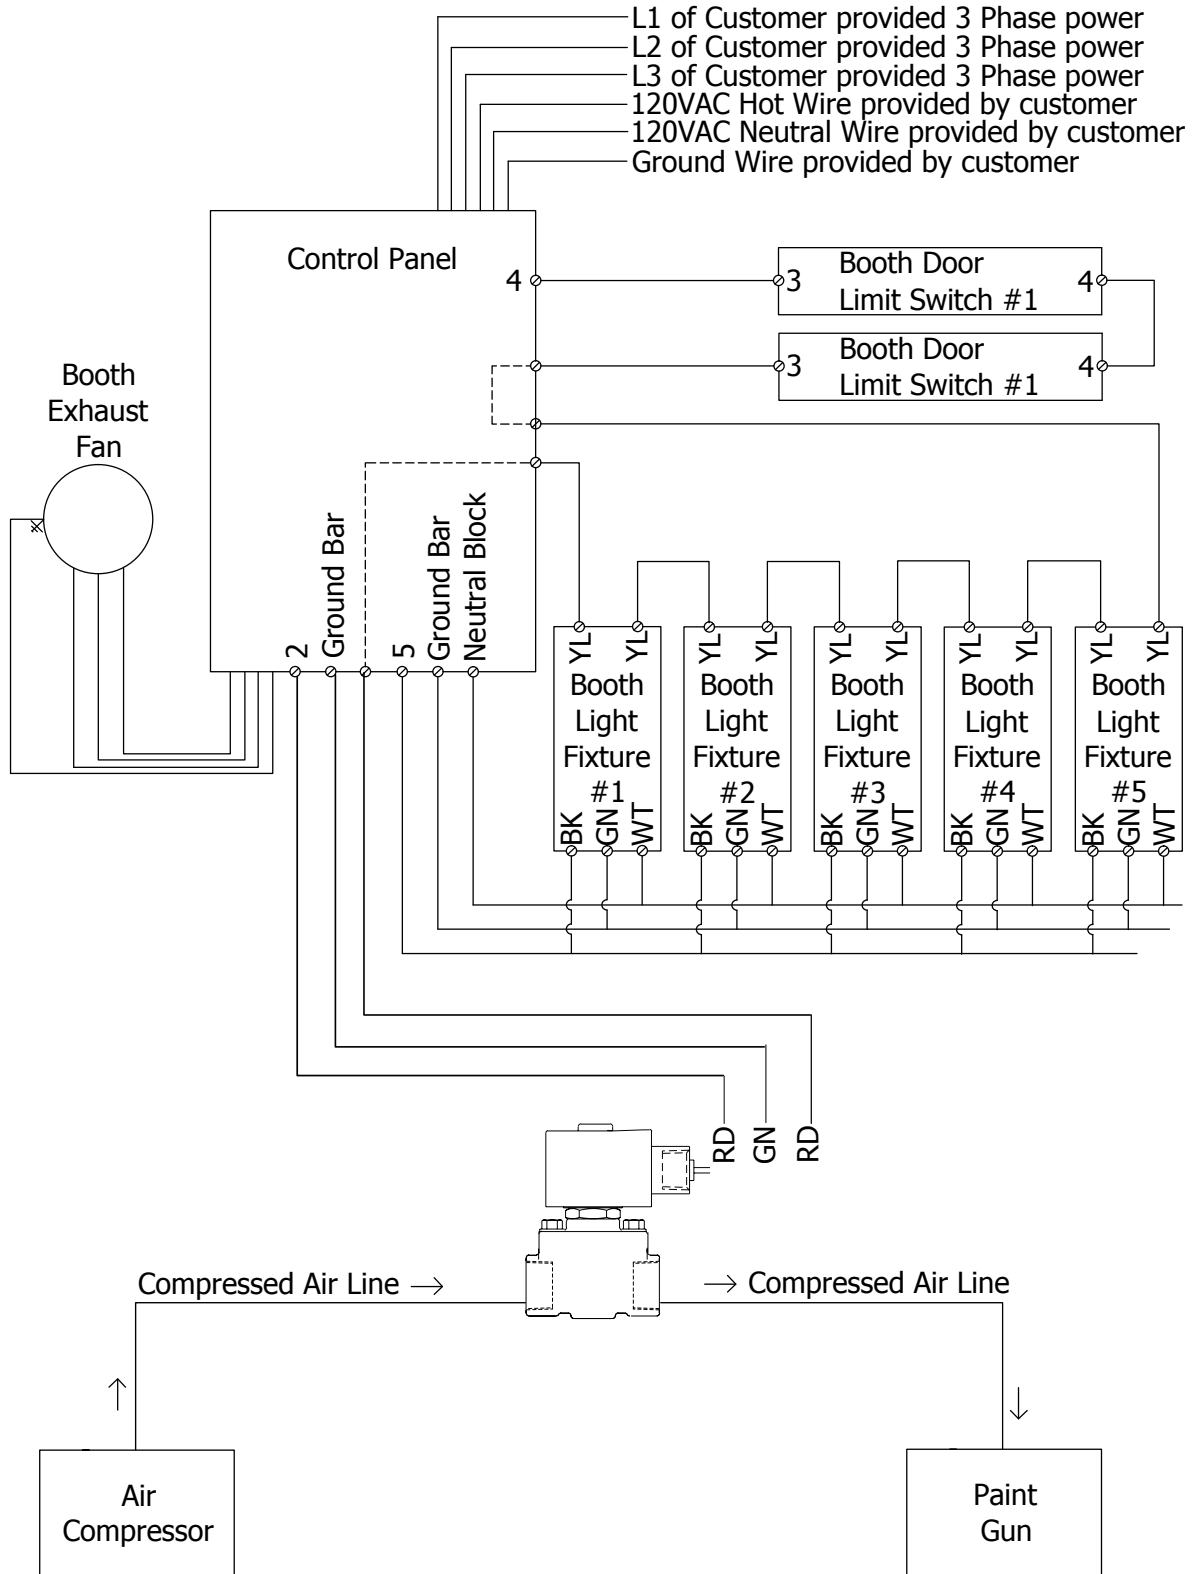 L1 of Customer provided 3 Phase power
L2 of Customer provided 3 Phase power
L3 of Customer provided 3 Phase power
120VAC Hot Wire provided by customer
120VAC Neutral Wire provided by customer
Ground Wire provided by customer
Control Panel
4
3
Booth Door
Limit Switch #1
4
3
Booth Door
Limit Switch #1
4
Booth
Exhaust
Fan
2
Ground Bar
5
Ground Bar
Neutral Block
YL
YL
Booth
Light
Fixture
#1
BK
GN
WT
YL
YL
Booth
Light
Fixture
#2
BK
GN
WT
YL
YL
Booth
Light
Fixture
#3
BK
GN
WT
YL
YL
Booth
Light
Fixture
#4
BK
GN
WT
YL
YL
Booth
Light
Fixture
#5
BK
GN
WT
RD
GN
RD
Compressed Air Line
Compressed Air Line
Air
Compressor
Paint
Gun